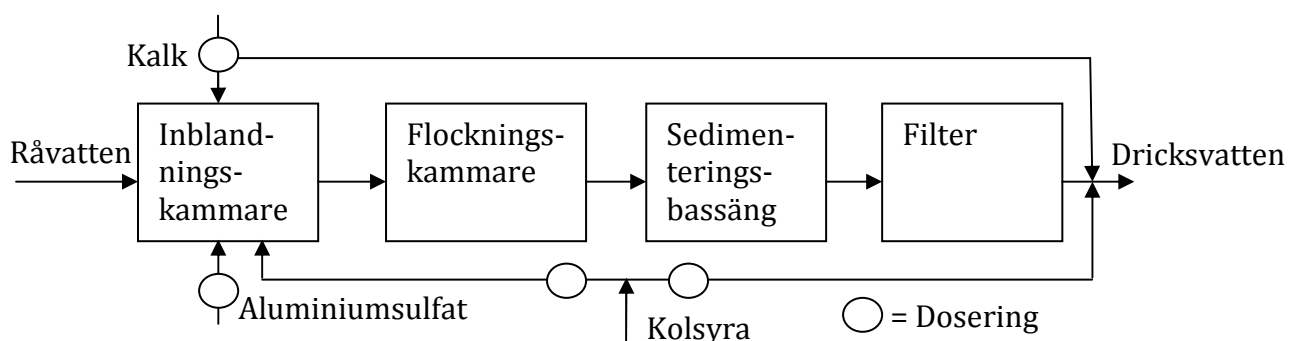 Kalk
Råvatten
Inbland-
nings-
kammare
Flocknings-
kammare
Sedimen-
terings-
bassäng
Filter
Dricksvatten
Aluminiumsulfat
Kolsyra
= Dosering